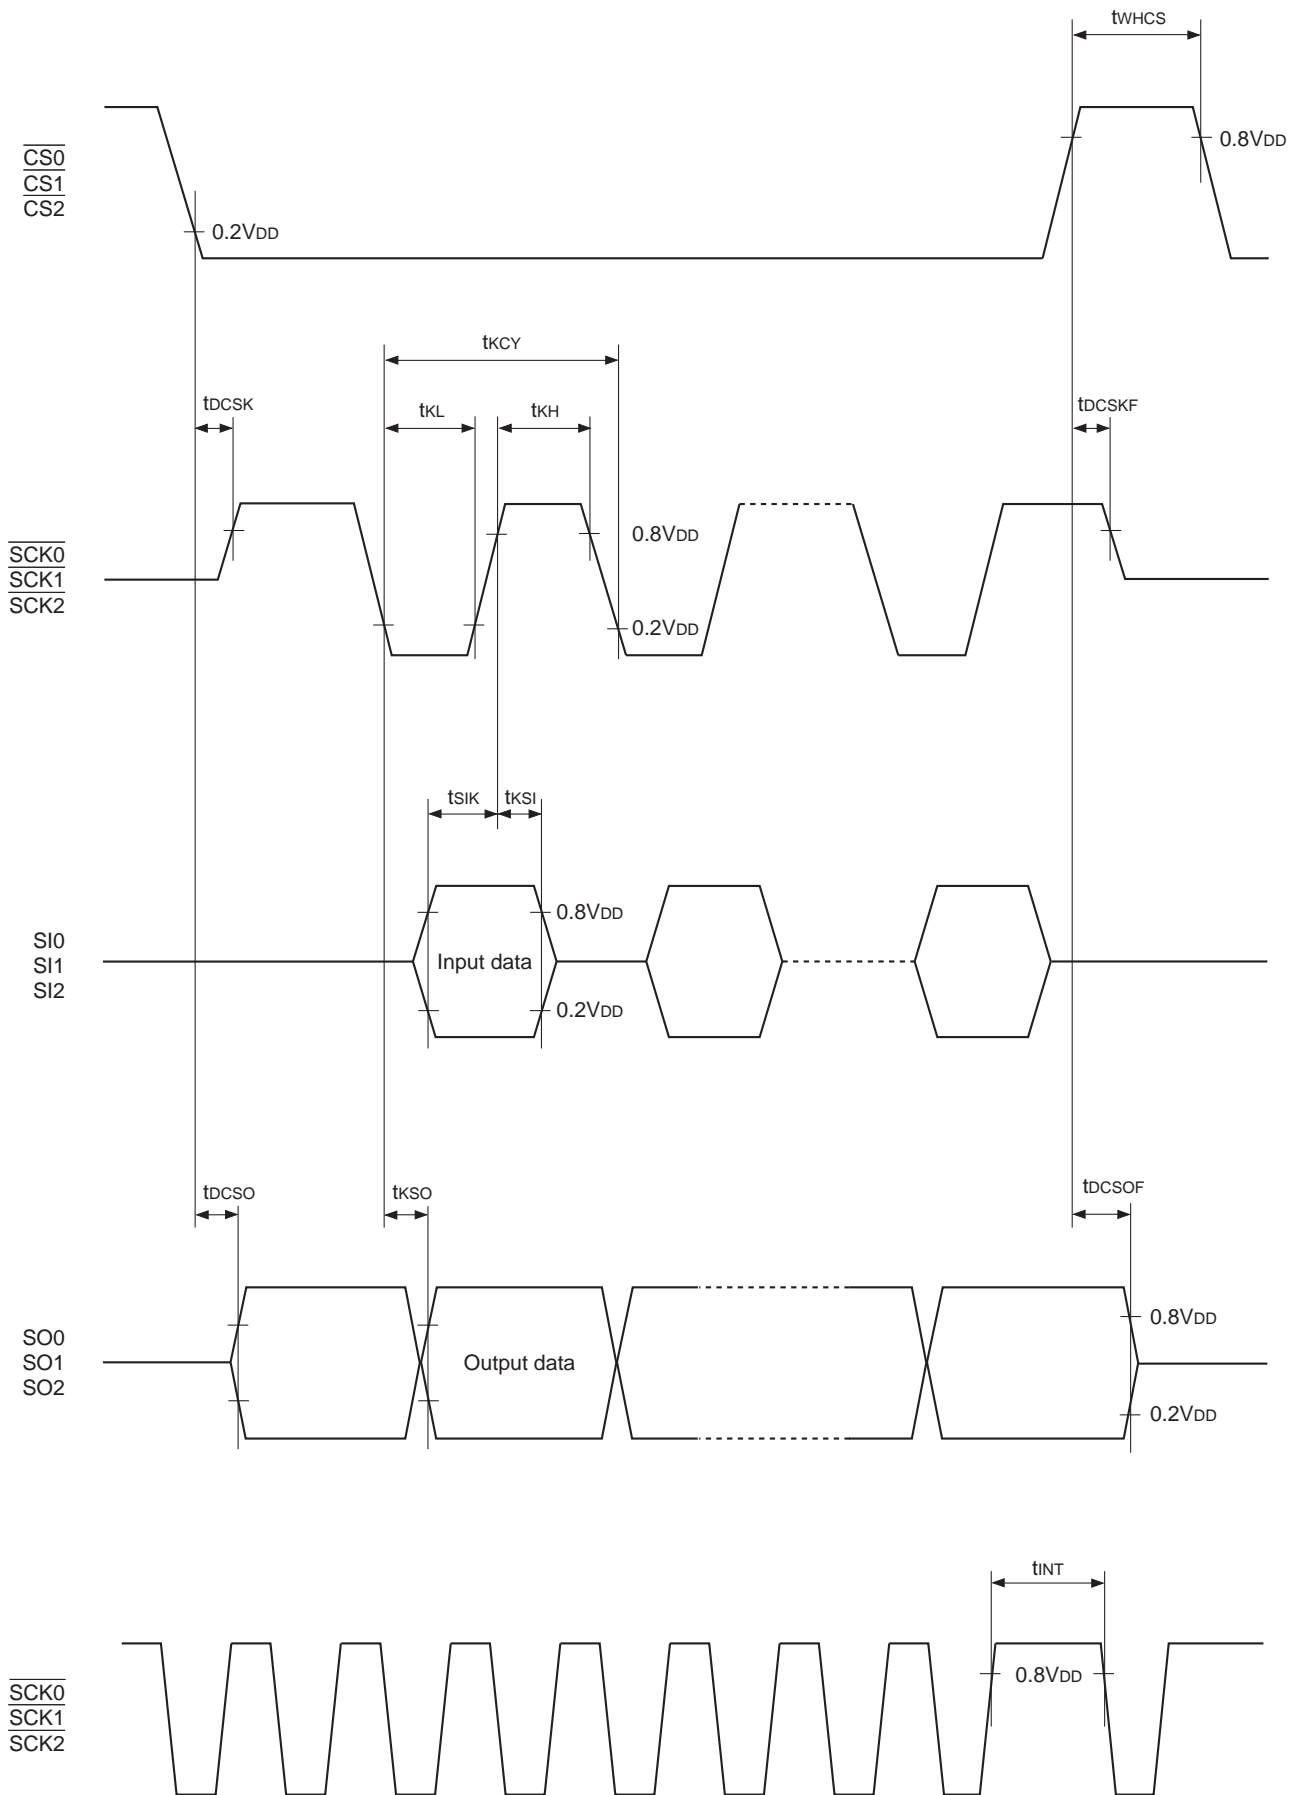 tWHCS
CS0
CS1
CS2
0.8VDD
0.2VDD
tKCY
tDCSK
tKL
tKH
tDCSKF
SCK0
SCK1
SCK2
0.8VDD
0.2VDD
tSIK
tKSI
SI0
SI1
SI2
0.8VDD
Input data
0.2VDD
tDCSO
tKSO
tDCSOF
SO0
SO1
SO2
0.8VDD
Output data
0.2VDD
tINT
SCK0
SCK1
SCK2
0.8VDD